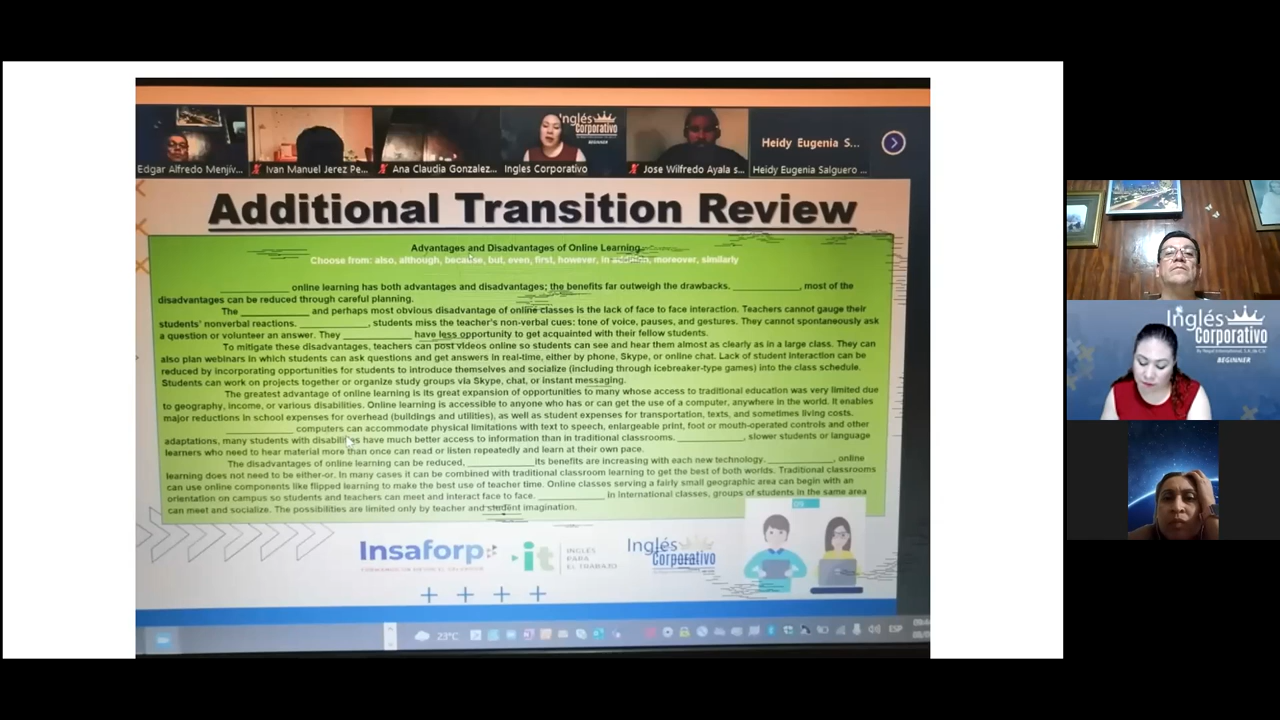 Inglés
Corporativo
BEGINNER
Heidy Eugenia S...
Edgar Alfredo Menjív...
Ivan Manuel Jerez Pe...
Ana Claudia Gonzalez...
Ingles Corporativo
Jose Wilfredo Ayala s...
Heidy Eugenia Salguero ...
Additional Transition Review
Advantages and Disadvantages of Online Learning
Choose from: also, although, because, but, even, first, however, in addition, moreover, similarly
____________ online learning has both advantages and disadvantages; the benefits far outweigh the drawbacks. ____________, most of the
disadvantages can be reduced through careful planning.
The ____________ and perhaps most obvious disadvantage of online classes is the lack of face to face interaction. Teachers cannot gauge their
students' nonverbal reactions. ____________, students miss the teacher's non-verbal cues: tone of voice, pauses, and gestures. They cannot spontaneously ask
a question or volunteer an answer. They ____________ have less opportunity to get acquainted with their fellow students.
To mitigate these disadvantages, teachers can post videos online so students can see and hear them almost as clearly as in a large class. They can
also plan webinars in which students can ask questions and get answers in real-time, either by phone, Skype, or online chat. Lack of student interaction can be
reduced by incorporating opportunities for students to introduce themselves and socialize (including through icebreaker-type games) into the class schedule.
Students can work on projects together or organize study groups via Skype, chat, or instant messaging.
The greatest advantage of online learning is its great expansion of opportunities to many whose access to traditional education was very limited due
to geography, income, or various disabilities. Online learning is accessible to anyone who has or can get the use of a computer, anywhere in the world. It enables
major reductions in school expenses for overhead (buildings and utilities), as well as student expenses for transportation, texts, and sometimes living costs.
____________ computers can accommodate physical limitations with text to speech, enlargeable print, foot or mouth-operated controls and other
adaptations, many students with disabilities have much better access to information than in traditional classrooms. ____________, slower students or language
learners who need to hear material more than once can read or listen repeatedly and learn at their own pace.
The disadvantages of online learning can be reduced, ____________ its benefits are increasing with each new technology. ____________, online
learning does not need to be either-or. In many cases it can be combined with traditional classroom learning to get the best of both worlds. Traditional classrooms
can use online components like flipped learning to make the best use of teacher time. Online classes serving a fairly small geographic area can begin with an
orientation on campus so students and teachers can meet and interact face to face. ____________ in international classes, groups of students in the same area
can meet and socialize. The possibilities are limited only by teacher and student imagination.
Insaforp
it
INGLÉS
PARA
EL TRABAJO
Inglés
Corporativo
23°C
ESP
Inglés
Corporativo
BEGINNER